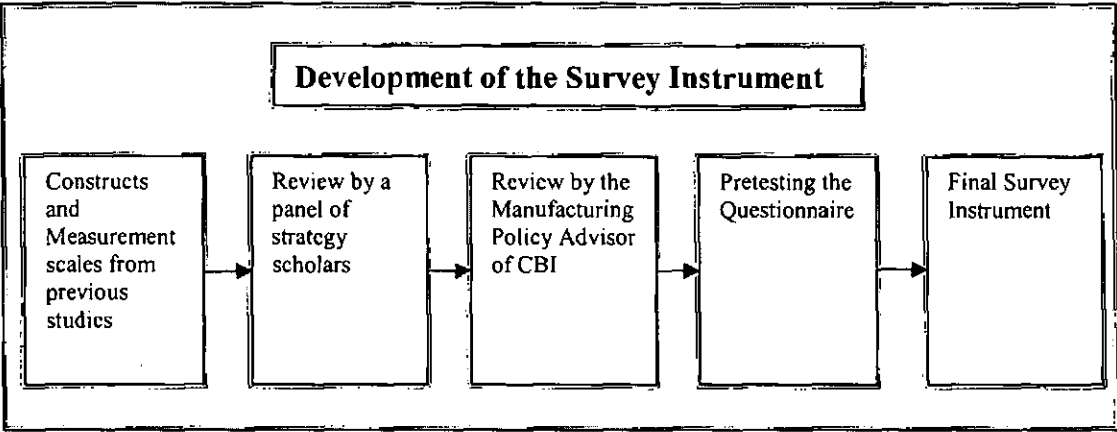 Development of the Survey Instrument
Constructs
and
Measurement
scales from
previous
studies
Review by a
panel of
strategy
scholars
Review by the
Manufacturing
Policy Advisor
of CBI
Pretesting the
Questionnaire
Final Survey
Instrument